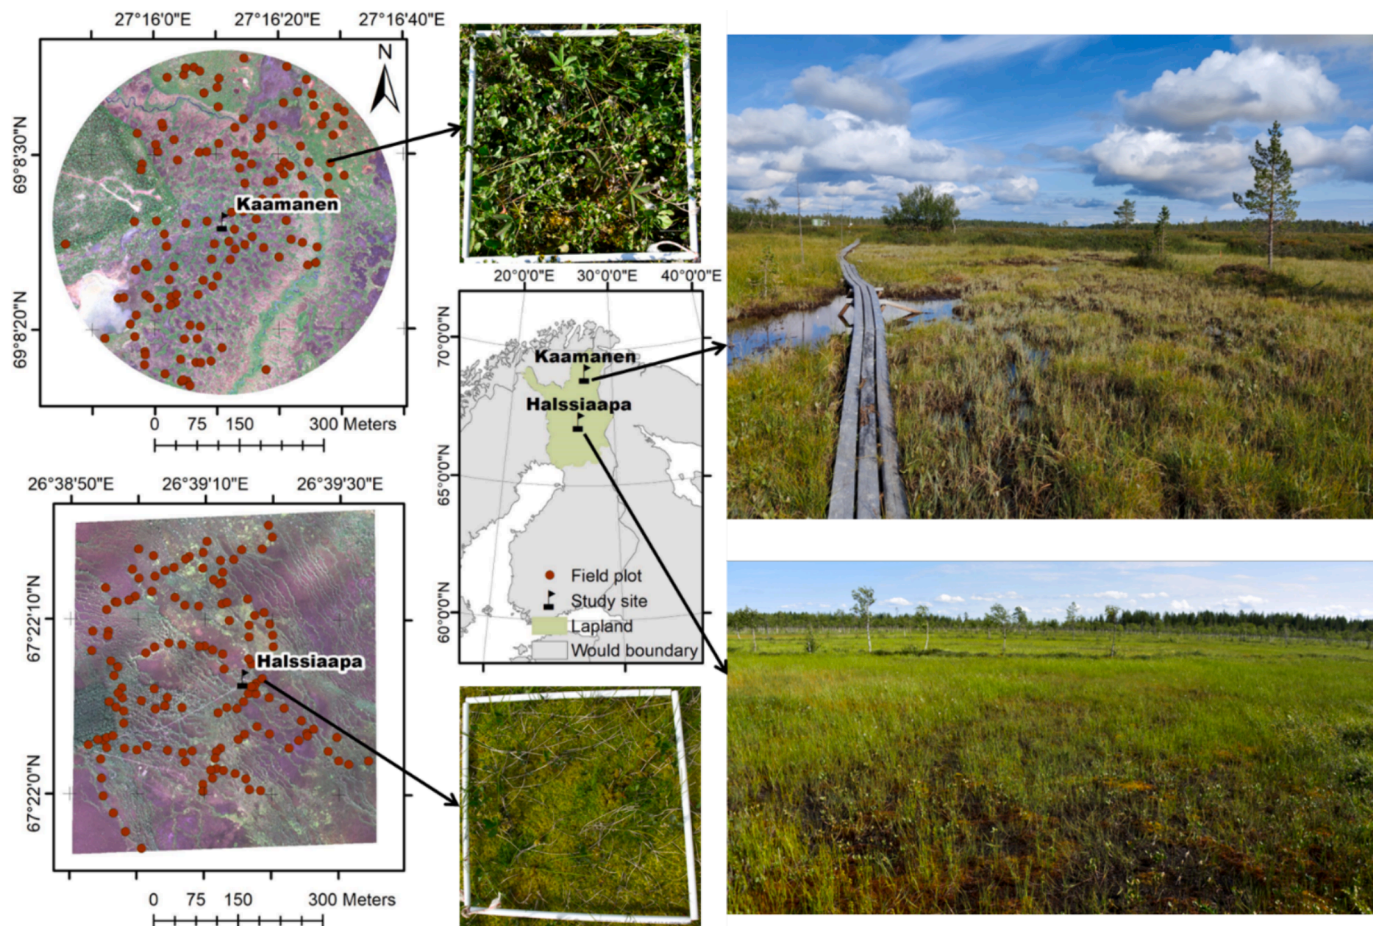 27°16'0"E 27°16'20"E 27°16'40"E
N
69°8'30"N
Kaamanen
69°8'20"N
0 75 150 300 Meters
26°38'50"E 26°39'10"E 26°39'30"E
67°22'10"N
Halssiaapa
67°22'0"N
0 75 150 300 Meters
20°0'0"E 30°0'0"E 40°0'0"E
70°0'0"N
Kaamanen
Halssiaapa
65°0'0"N
Field plot
Study site
Lapland
60°0'0"N
Would boundary